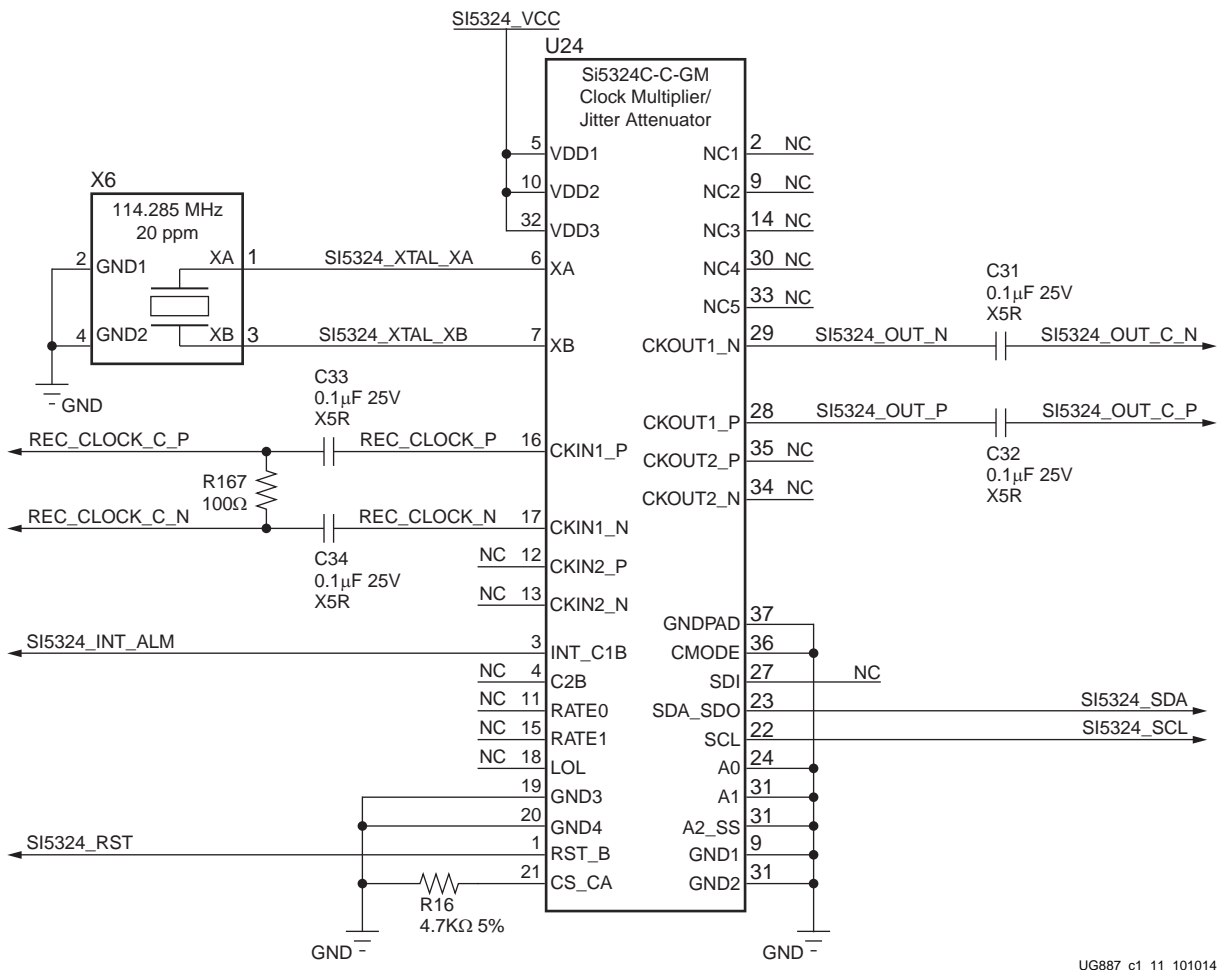 SI5324_VCC
U24
Si5324C-C-GM
Clock Multiplier/
Jitter Attenuator
5 VDD1
10 VDD2
32 VDD3
X6
114.285 MHz
20 ppm
2 GND1
4 GND2
XA 1
XB 3
GND
SI5324_XTAL_XA 6 XA
SI5324_XTAL_XB 7 XB
C33
0.1μF 25V
X5R
REC_CLOCK_C_P
REC_CLOCK_P 16 CKIN1_P
R167
100Ω
REC_CLOCK_C_N
REC_CLOCK_N 17 CKIN1_N
C34
0.1μF 25V
X5R
NC 12 CKIN2_P
NC 13 CKIN2_N
SI5324_INT_ALM 3 INT_C1B
NC 4 C2B
NC 11 RATE0
NC 15 RATE1
NC 18 LOL
19 GND3
20 GND4
SI5324_RST 1 RST_B
21 CS_CA
R16
4.7KΩ 5%
GND
NC1 2 NC
NC2 9 NC
NC3 14 NC
NC4 30 NC
NC5 33 NC
CKOUT1_N 29 SI5324_OUT_N
C31
0.1μF 25V
X5R
SI5324_OUT_C_N
CKOUT1_P 28 SI5324_OUT_P
SI5324_OUT_C_P
C32
0.1μF 25V
X5R
CKOUT2_P 35 NC
CKOUT2_N 34 NC
GNDPAD 37
CMODE 36
SDI 27 NC
SDA_SDO 23 SI5324_SDA
SCL 22 SI5324_SCL
A0 24
A1 31
A2_SS 31
GND1 9
GND2 31
GND
UG887_c1_11_101014